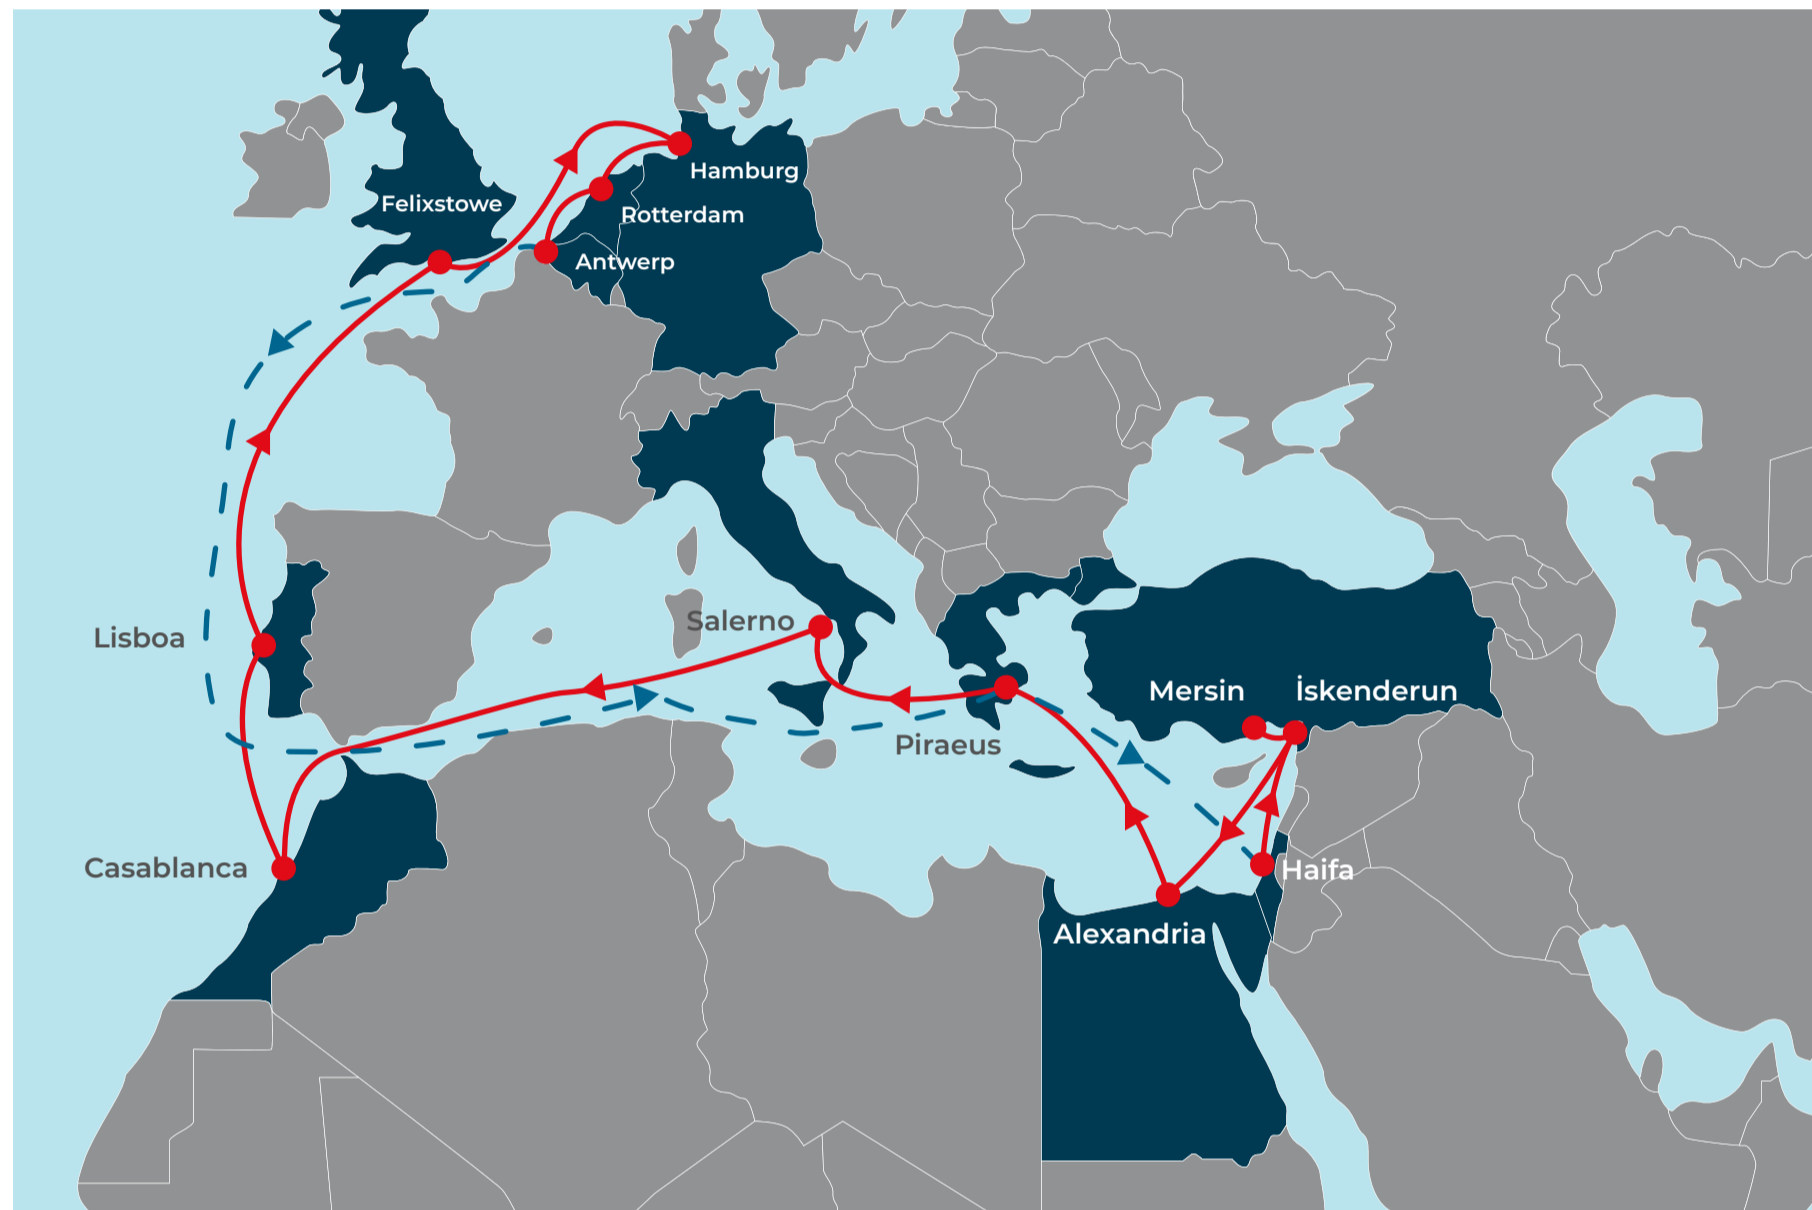 Hamburg
Felixstowe
Rotterdam
Antwerp
Salerno
Lisboa
Mersin
İskenderun
Piraeus
Casablanca
Haifa
Alexandria